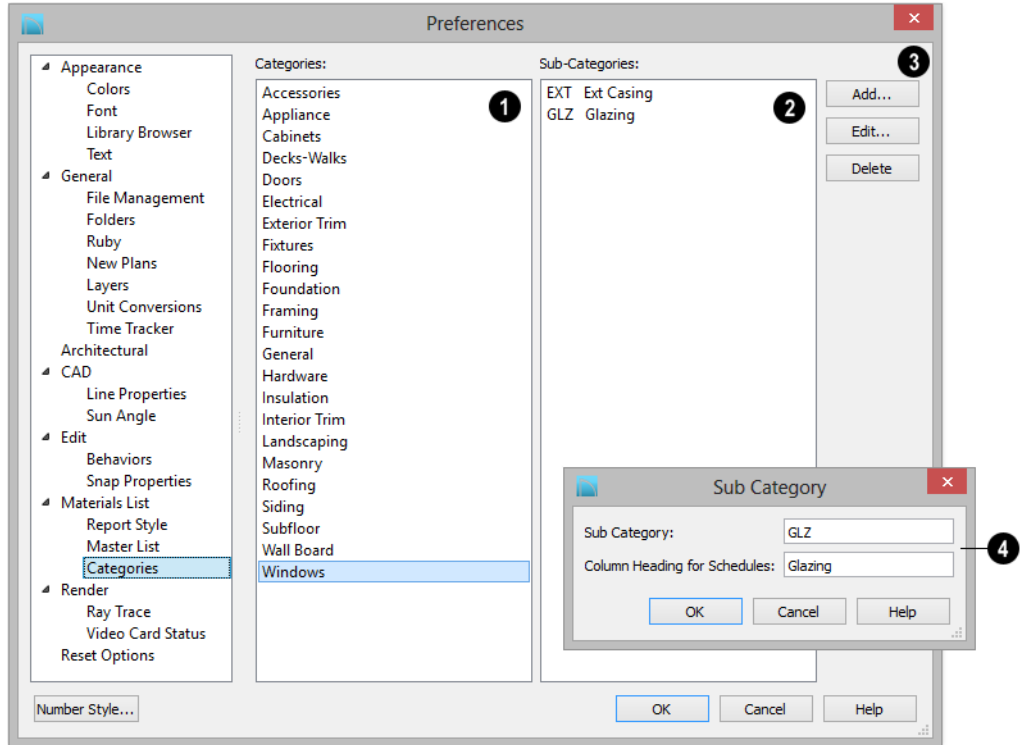 Preferences
Appearance
Colors
Font
Library Browser
Text
General
File Management
Folders
Ruby
New Plans
Layers
Unit Conversions
Time Tracker
Architectural
CAD
Line Properties
Sun Angle
Edit
Behaviors
Snap Properties
Materials List
Report Style
Master List
Categories
Render
Ray Trace
Video Card Status
Reset Options
Categories:
1
Accessories
Appliance
Cabinets
Decks-Walks
Doors
Electrical
Exterior Trim
Fixtures
Flooring
Foundation
Framing
Furniture
General
Hardware
Insulation
Interior Trim
Landscaping
Masonry
Roofing
Siding
Subfloor
Wall Board
Windows
Sub-Categories:
2
EXT Ext Casing
GLZ Glazing
3
Add...
Edit...
Delete
Sub Category
Sub Category: GLZ
Column Heading for Schedules: Glazing
4
OK Cancel Help
Number Style... OK Cancel Help